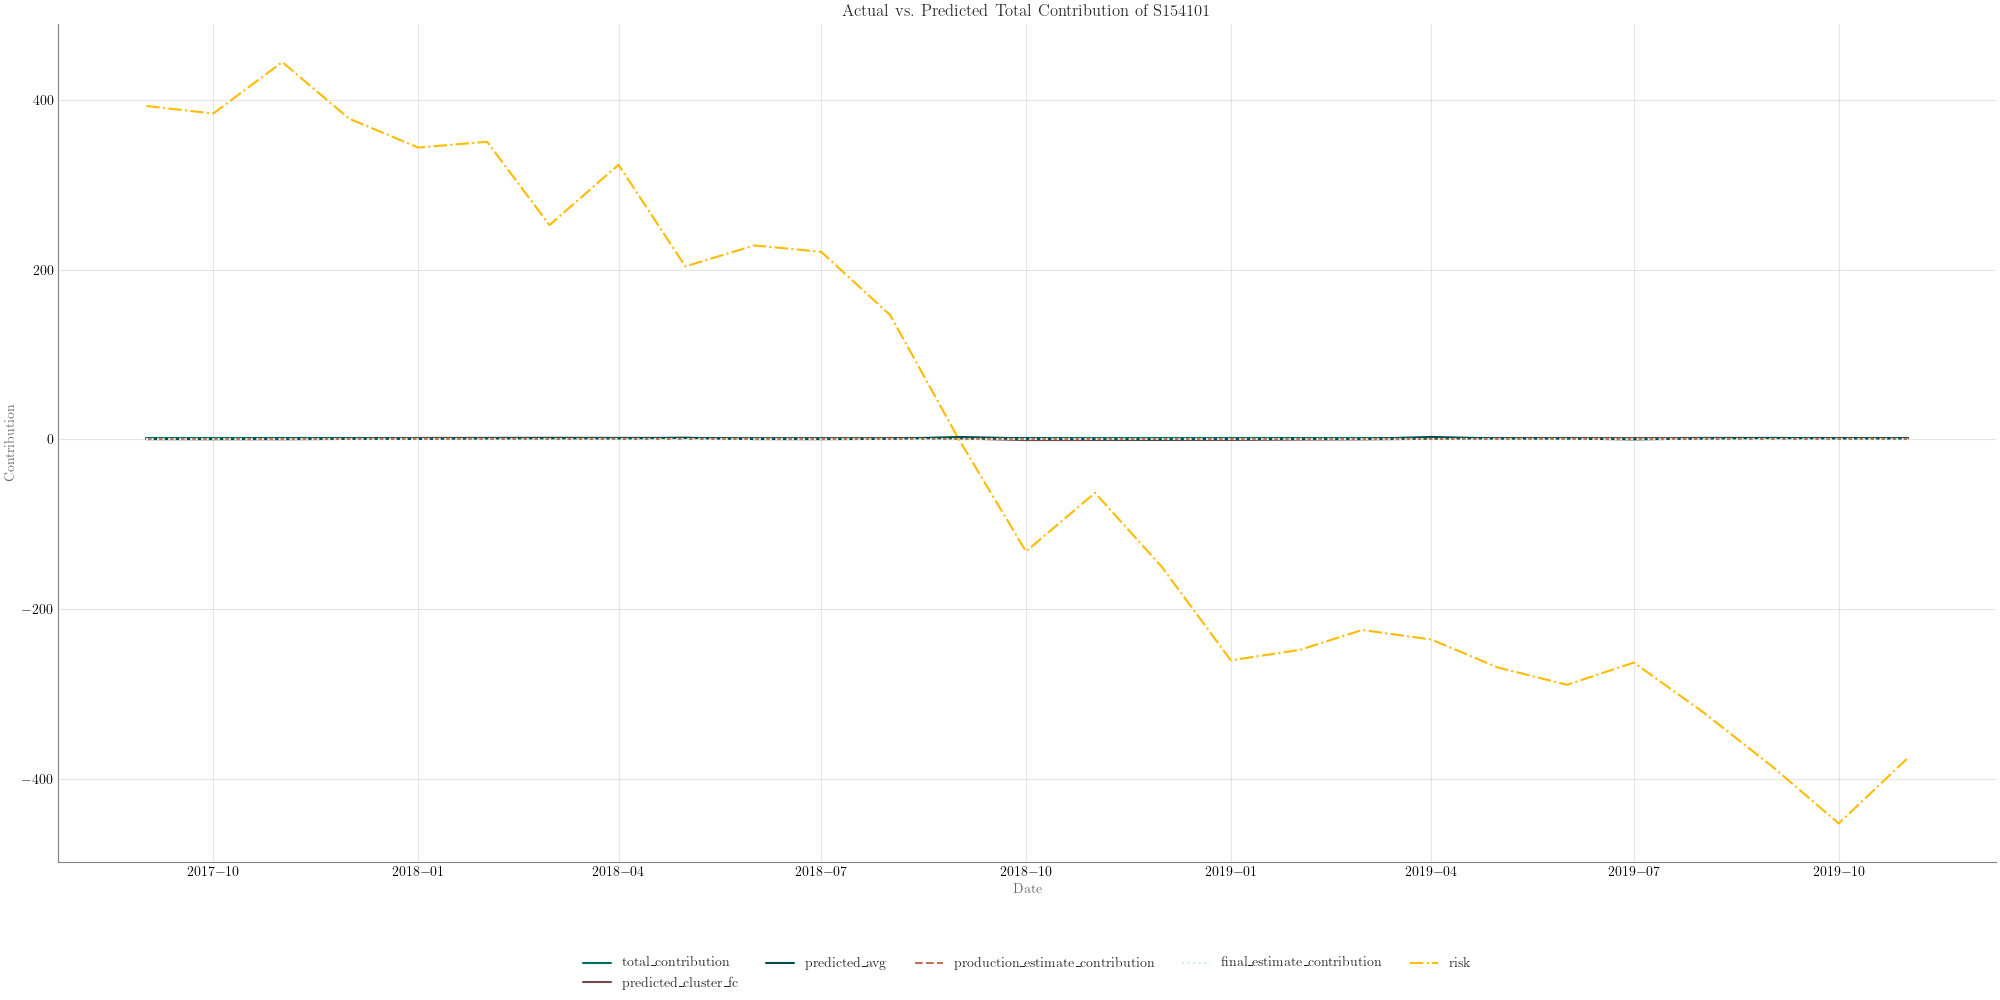 Actual vs. Predicted Total Contribution of S154101
400
200
0
−200
−400
Contribution
2017−10 2018−01 2018−04 2018−07 2018−10 2019−01 2019−04 2019−07 2019−10
Date
total_contribution predicted_avg production_estimate_contribution final_estimate_contribution risk
predicted_cluster_fc